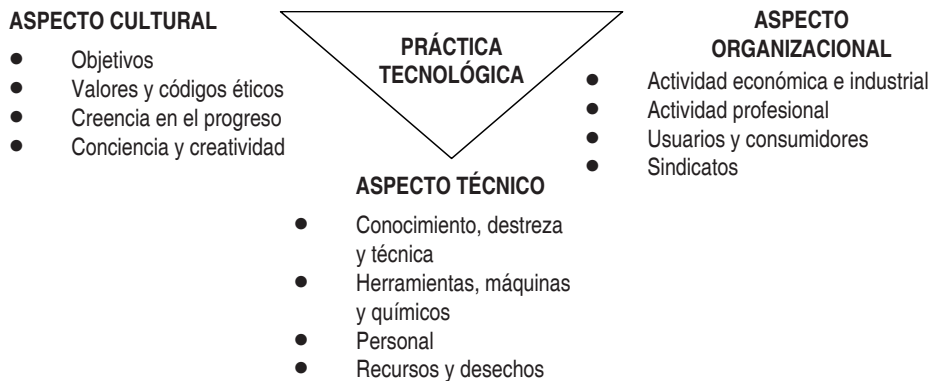 ASPECTO CULTURAL
● Objetivos
● Valores y códigos éticos
● Creencia en el progreso
● Conciencia y creatividad
PRÁCTICA
TECNOLÓGICA
ASPECTO
ORGANIZACIONAL
● Actividad económica e industrial
● Actividad profesional
● Usuarios y consumidores
● Sindicatos
ASPECTO TÉCNICO
● Conocimiento, destreza
y técnica
● Herramientas, máquinas
y químicos
● Personal
● Recursos y desechos